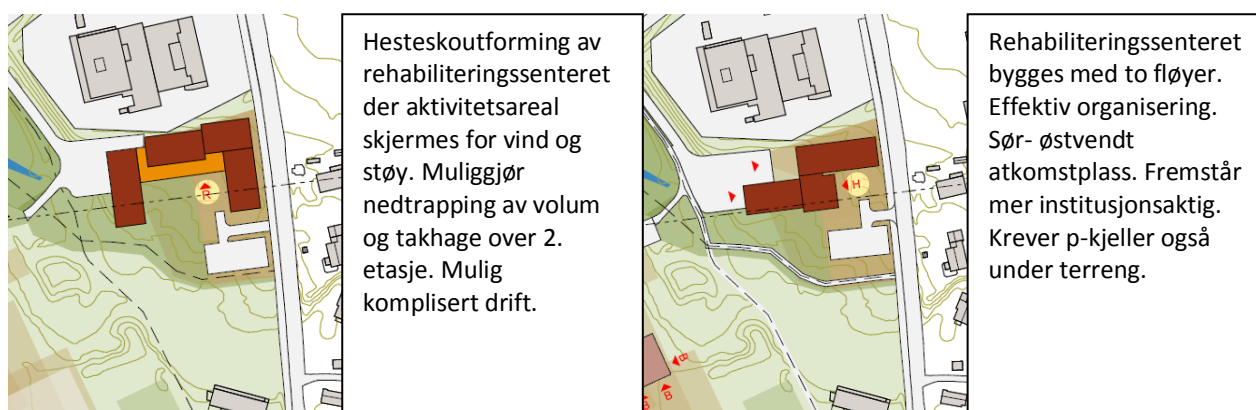 Hesteskoutforming av
rehabiliteringssenteret
der aktivitetsareal
skjermes for vind og
støy. Muliggjør
nedtrapping av volum
og takhage over 2.
etasje. Mulig
komplisert drift.
R
Rehabiliteringssenteret
bygges med to fløyer.
Effektiv organisering.
Sør- østvendt
atkomstplass. Fremstår
mer institusjonsaktig.
Krever p-kjeller også
under terreng.
H
B
B
B